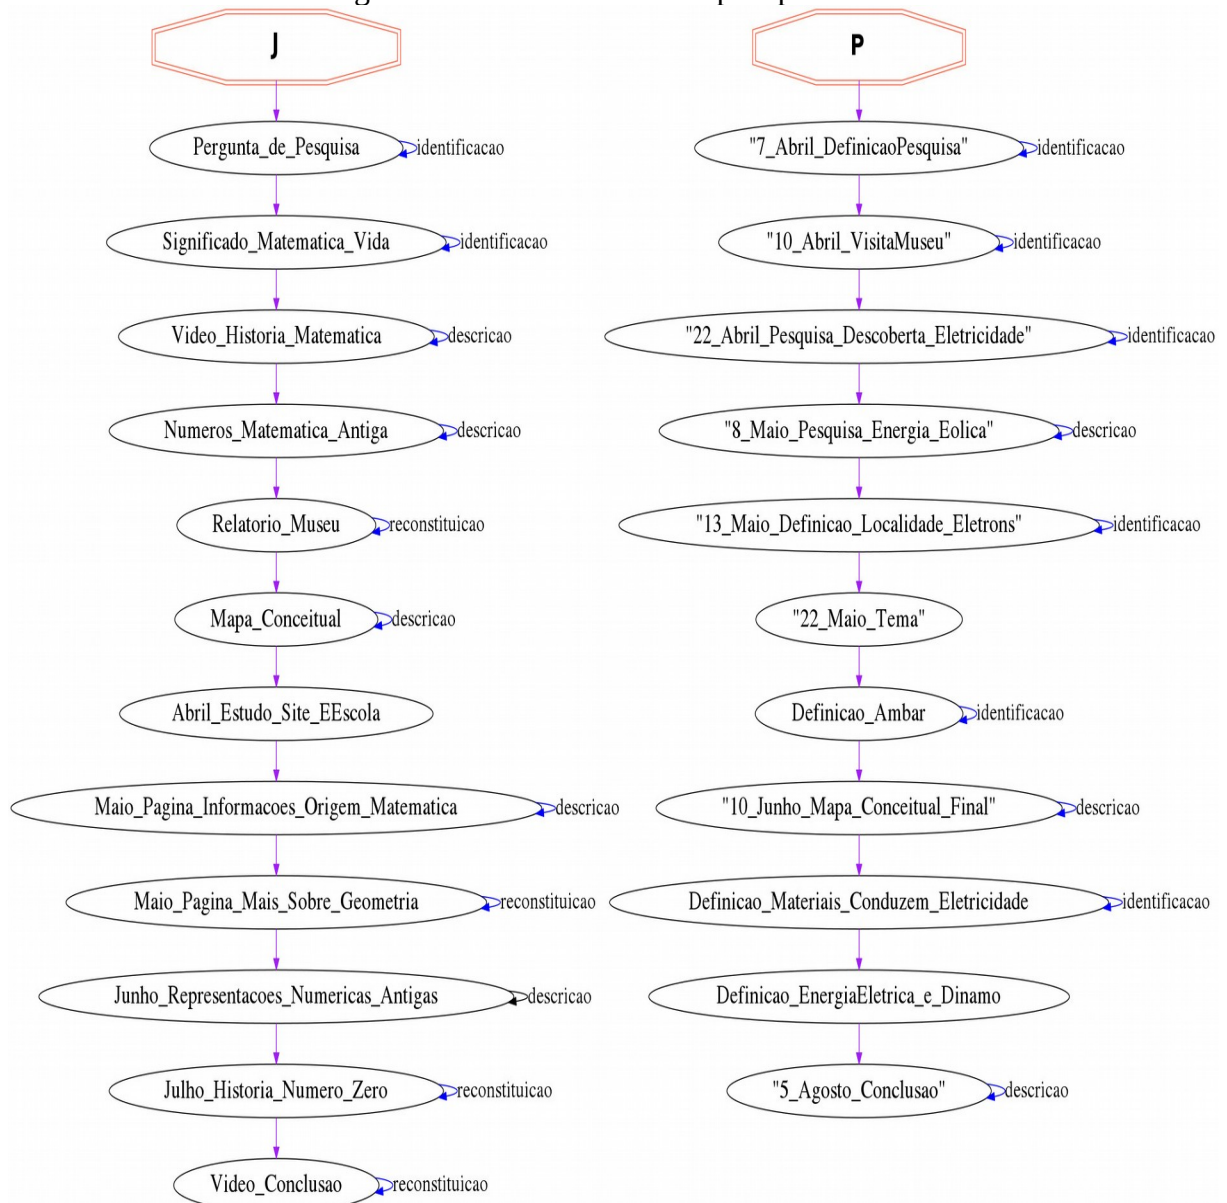 J
Pergunta_de_Pesquisa
identificacao
Significado_Matematica_Vida
identificacao
Video_Historia_Matematica
descricao
Numeros_Matematica_Antiga
descricao
Relatorio_Museu
reconstituicao
Mapa_Conceitual
descricao
Abril_Estudo_Site_EEscola
Maio_Pagina_Informacoes_Origem_Matematica
descricao
Maio_Pagina_Mais_Sobre_Geometria
reconstituicao
Junho_Representacoes_Numericas_Antigas
descricao
Julho_Historia_Numero_Zero
reconstituicao
Video_Conclusao
reconstituicao
P
"7_Abril_DefinicaoPesquisa"
identificacao
"10_Abril_VisitaMuseu"
identificacao
"22_Abril_Pesquisa_Descoberta_Eletricidade"
identificacao
"8_Maio_Pesquisa_Energia_Eolica"
descricao
"13_Maio_Definicao_Localidade_Eletrons"
identificacao
"22_Maio_Tema"
Definicao_Ambar
identificacao
"10_Junho_Mapa_Conceitual_Final"
descricao
Definicao_Materiais_Conduzem_Eletricidade
identificacao
Definicao_EnergiaEletrica_e_Dinamo
"5_Agosto_Conclusao"
descricao